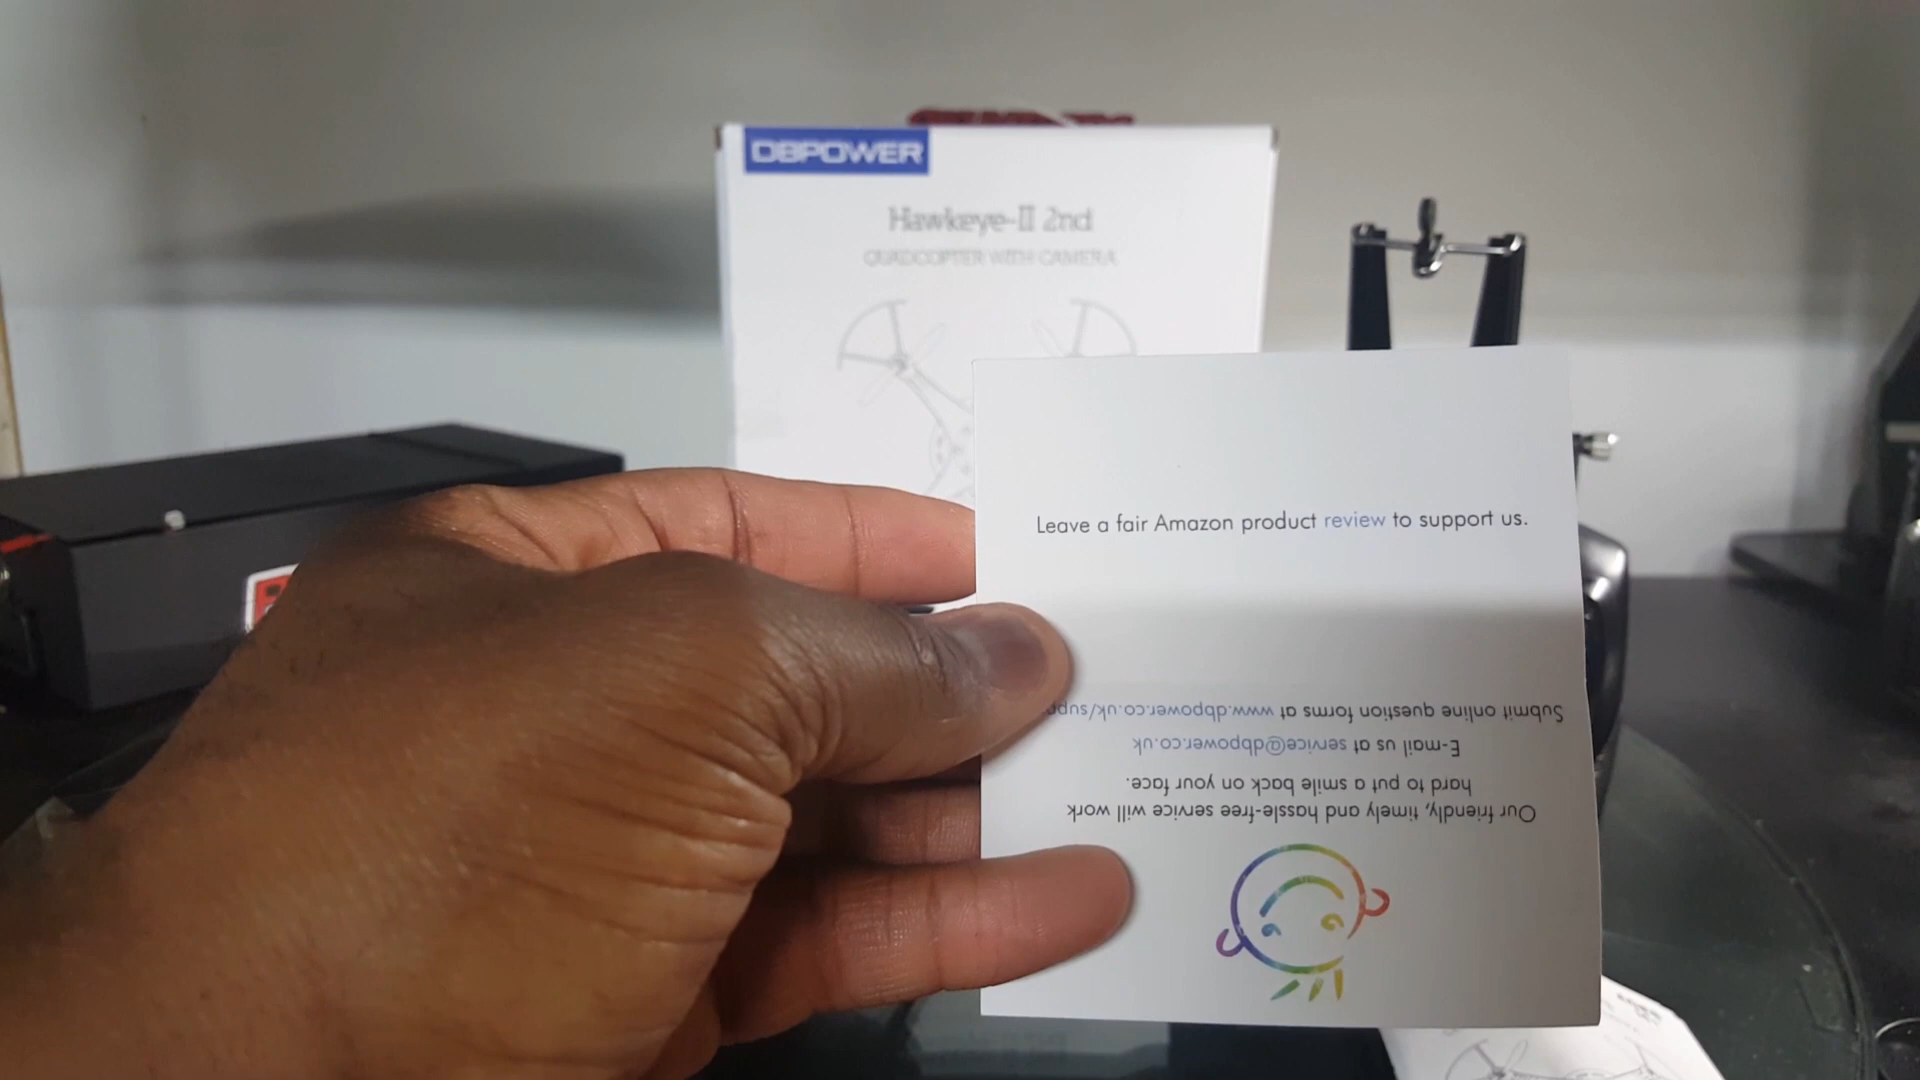 DBPOWER
Hawkeye-II 2nd
QUADCOPTER WITH CAMERA
Leave a fair Amazon product review to support us.
Our friendly, timely and hassle-free service will work
hard to put a smile back on your face.
E-mail us at service@dbpower.co.uk
Submit online question forms at www.dbpower.co.uk/supp